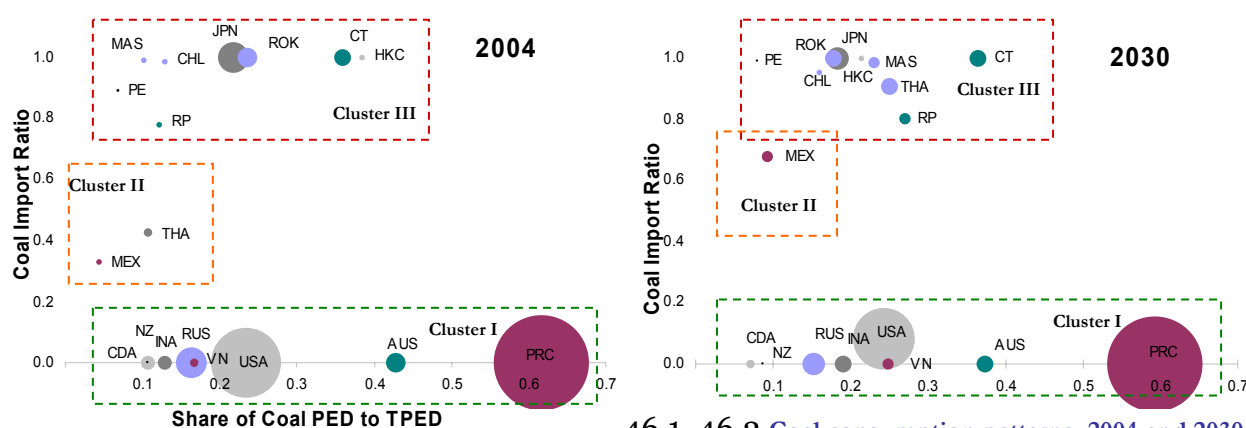 2004
Coal Import Ratio
1.0
0.8
0.6
0.4
0.2
0.0
JPN
MAS
CHL
ROK
CT
HKC
PE
RP
Cluster III
Cluster II
THA
MEX
Cluster I
NZ
CDA
INA
RUS
VN
USA
AUS
PRC
0.1
0.2
0.3
0.4
0.5
0.6
0.7
Share of Coal PED to TPED
2030
Coal Import Ratio
1.0
0.8
0.6
0.4
0.2
0.0
PE
ROK
JPN
CHL
HKC
MAS
THA
CT
RP
Cluster III
MEX
Cluster II
Cluster I
CDA
NZ
RUS
INA
USA
VN
AUS
PRC
0.1
0.2
0.3
0.4
0.5
0.6
0.7